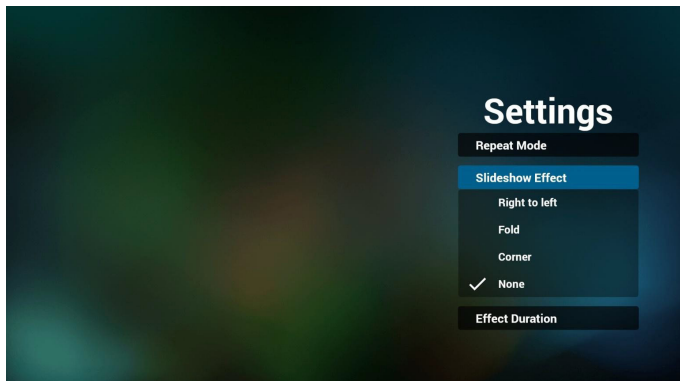 Settings
Repeat Mode
Slideshow Effect
Right to left
Fold
Corner
None
Effect Duration